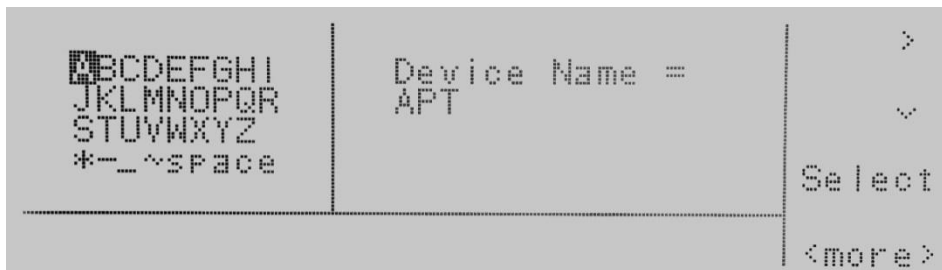 ABCDEFGHI
JKLMNOPQR
STUVWXYZ
*-_~space
Device Name =
APT
>
⌄
Select
<more>